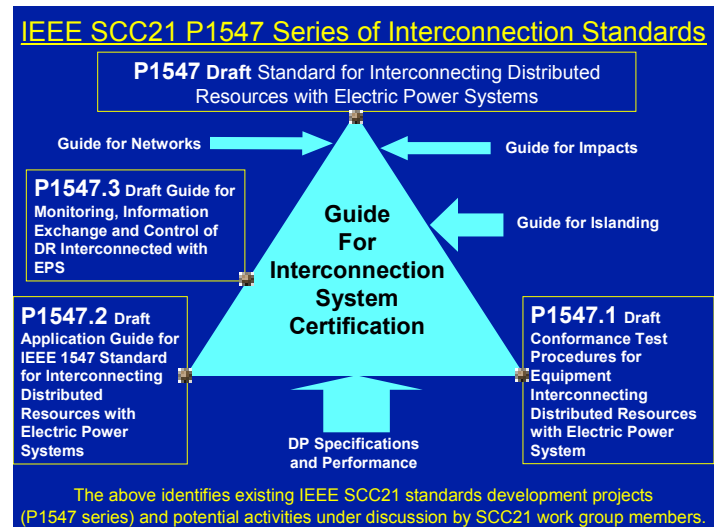 IEEE SCC21 P1547 Series of Interconnection Standards
P1547 Draft Standard for Interconnecting Distributed
Resources with Electric Power Systems
Guide for Networks
Guide for Impacts
P1547.3 Draft Guide for
Monitoring, Information
Exchange and Control of
DR Interconnected with
EPS
Guide for Islanding
Guide
For
Interconnection
System
Certification
P1547.2 Draft
Application Guide for
IEEE 1547 Standard
for Interconnecting
Distributed
Resources with
Electric Power
Systems
P1547.1 Draft
Conformance Test
Procedures for
Equipment
Interconnecting
Distributed Resources
with Electric Power
System
DP Specifications
and Performance
The above identifies existing IEEE SCC21 standards development projects
(P1547 series) and potential activities under discussion by SCC21 work group members.